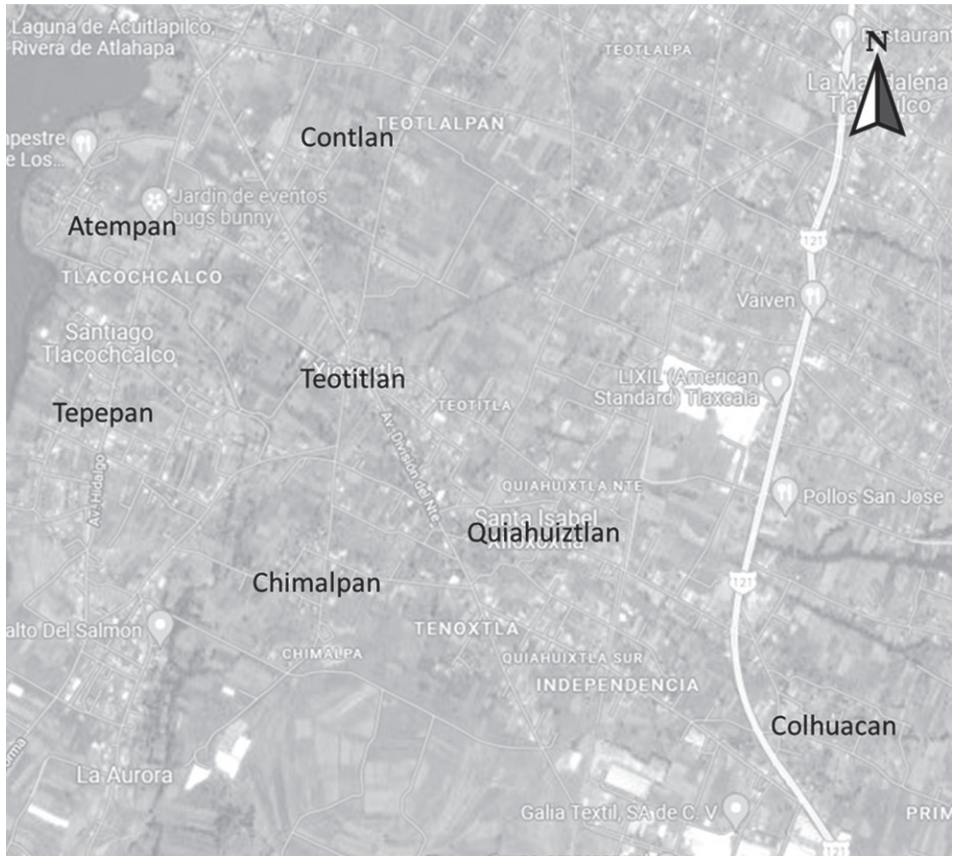 Laguna de Acuitlapilco,
Rivera de Atlahapa
TEOTLALPA
Restaurant
N
La Magdalena
Contlan
TEOTLALPAN
Jardin de eventos
bugs bunny
Atempan
121
TLACOCHCALCO
Vaiven
Santiago
Tlacochcalco
Teotitlan
LIXIL (American
Standard) Tlaxcala
Tepepan
TEOTITLA
Av. División del Nte.
Av Hidalgo
QUIAHUIXTLA NTE
Pollos San Jose
Santa Isabel
Quiahuiztlan
Chimalpan
121
alto Del Salmon
TENOXTLA
CHIMALPA
QUIAHUIXTLA SUR
INDEPENDENCIA
Colhuacan
La Aurora
Galia Textil, SA de C. V
PRIM
121